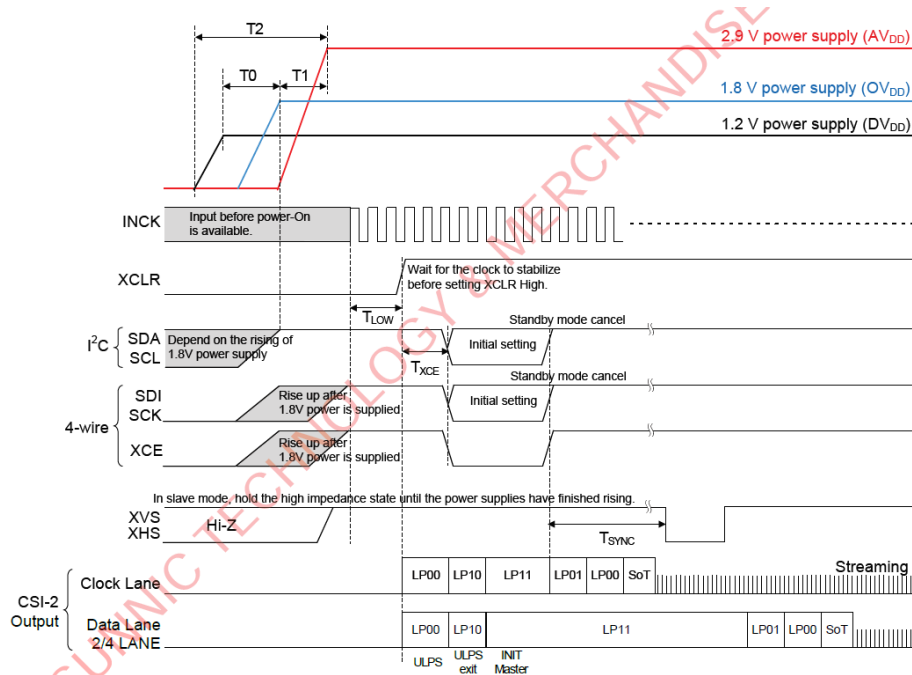 T2
2.9 V power supply (AVDD)
T0 T1
1.8 V power supply (OVDD)
1.2 V power supply (DVDD)
INCK
Input before power-On
is available.
XCLR
Wait for the clock to stabilize
before setting XCLR High.
TLOW
I2C
SDA
SCL
Depend on the rising of
1.8V power supply
Standby mode cancel
Initial setting
TXCE
4-wire
SDI
SCK
Rise up after
1.8V power is supplied
Standby mode cancel
Initial setting
XCE
Rise up after
1.8V power is supplied
In slave mode, hold the high impedance state until the power supplies have finished rising.
XVS
XHS
Hi-Z
TSYNC
CSI-2
Output
Clock Lane
LP00 LP10 LP11 LP01 LP00 SoT
Streaming
Data Lane
2/4 LANE
LP00 LP10 LP11 LP01 LP00 SoT
ULPS
ULPS
exit
INIT
Master
SUNNIC TECHNOLOGY & MERCHANDISE